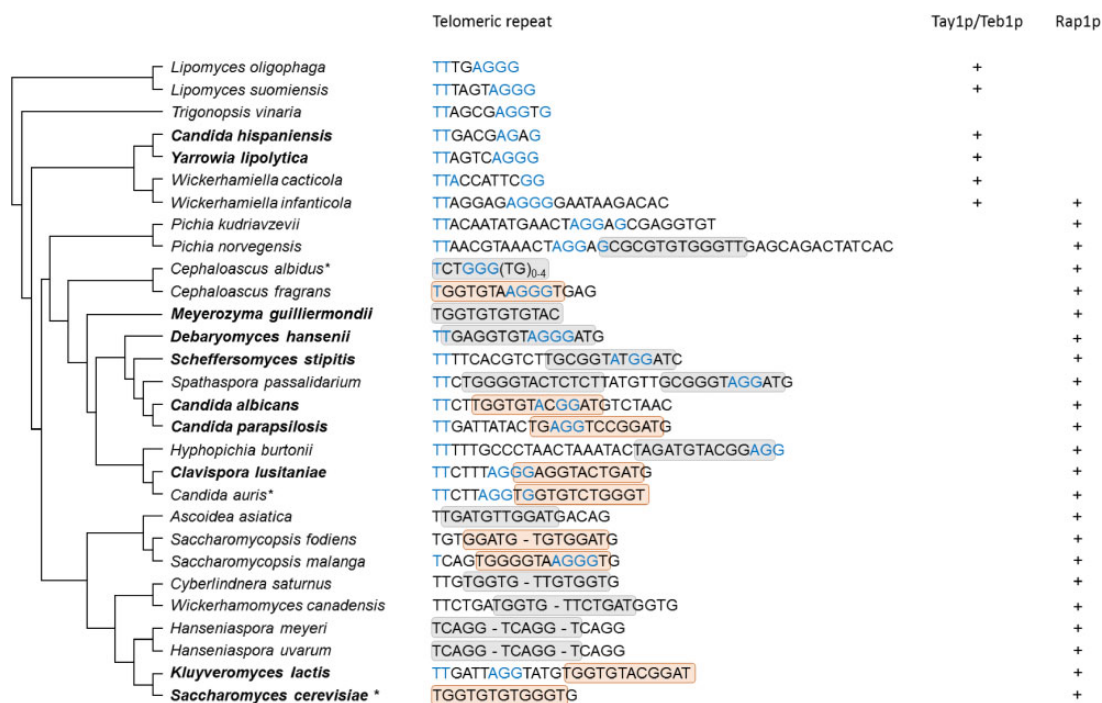 Telomeric repeat Tay1p/Teb1p Rap1p
Lipomyces oligophaga TTTGAGGG +
Lipomyces suomiensis TTTAGTAGGG +
Trigonopsis vinaria TTAGCGAGGTG
Candida hispaniensis TTGACGAGAG +
Yarrowia lipolytica TTAGTCAGGG +
Wickerhamiella cacticola TTACCATTCGG +
Wickerhamiella infanticola TTAGGAGAGGGGAATAAGACAC + +
Pichia kudriavzevii TTACAATATGAACTAGGAGCGAGGTGT +
Pichia norvegensis TTAACGTAAACTAGGAGCGCGTGTGGGTTGAGCAGACTATCAC +
Cephaloascus albidus* TCTGGG(TG)0-4 +
Cephaloascus fragrans TGGTGTAAGGGTGAG +
Meyerozyma guilliermondii TGGTGTGTGTAC +
Debaryomyces hansenii TTGAGGTGTAGGGATG +
Scheffersomyces stipitis TTTTCACGTCTTGCGGTATGGATC +
Spathaspora passalidarium TTCTGGGGTACTCTCTTATGTTGCGGGTAGGATG +
Candida albicans TTCTTGGTGTACGGATGTCTAAC +
Candida parapsilosis TTGATTATACTGAGGTCCGGATG +
Hyphopichia burtonii TTTTTGCCCTAACTAAATACTAGATGTACGGAGG +
Clavispora lusitaniae TTCTTTAGGGAGGTACTGATG +
Candida auris* TTCTTAGGTGGTGTCTGGGT +
Ascoidea asiatica TTGATGTTGGATGACAG +
Saccharomycopsis fodiens TGTGGATG - TGTGGATG +
Saccharomycopsis malanga TCAGTGGGGTAAGGGTG +
Cyberlindnera saturnus TTGTGGTG - TTGTGGTG +
Wickerhamomyces canadensis TTCTGATGGTG - TTCTGATGGTG +
Hanseniaspora meyeri TCAGG - TCAGG - TCAGG +
Hanseniaspora uvarum TCAGG - TCAGG - TCAGG +
Kluyveromyces lactis TTGATTAGGTATGTGGTGTACGGAT +
Saccharomyces cerevisiae * TGGTGTGTGGGTG +